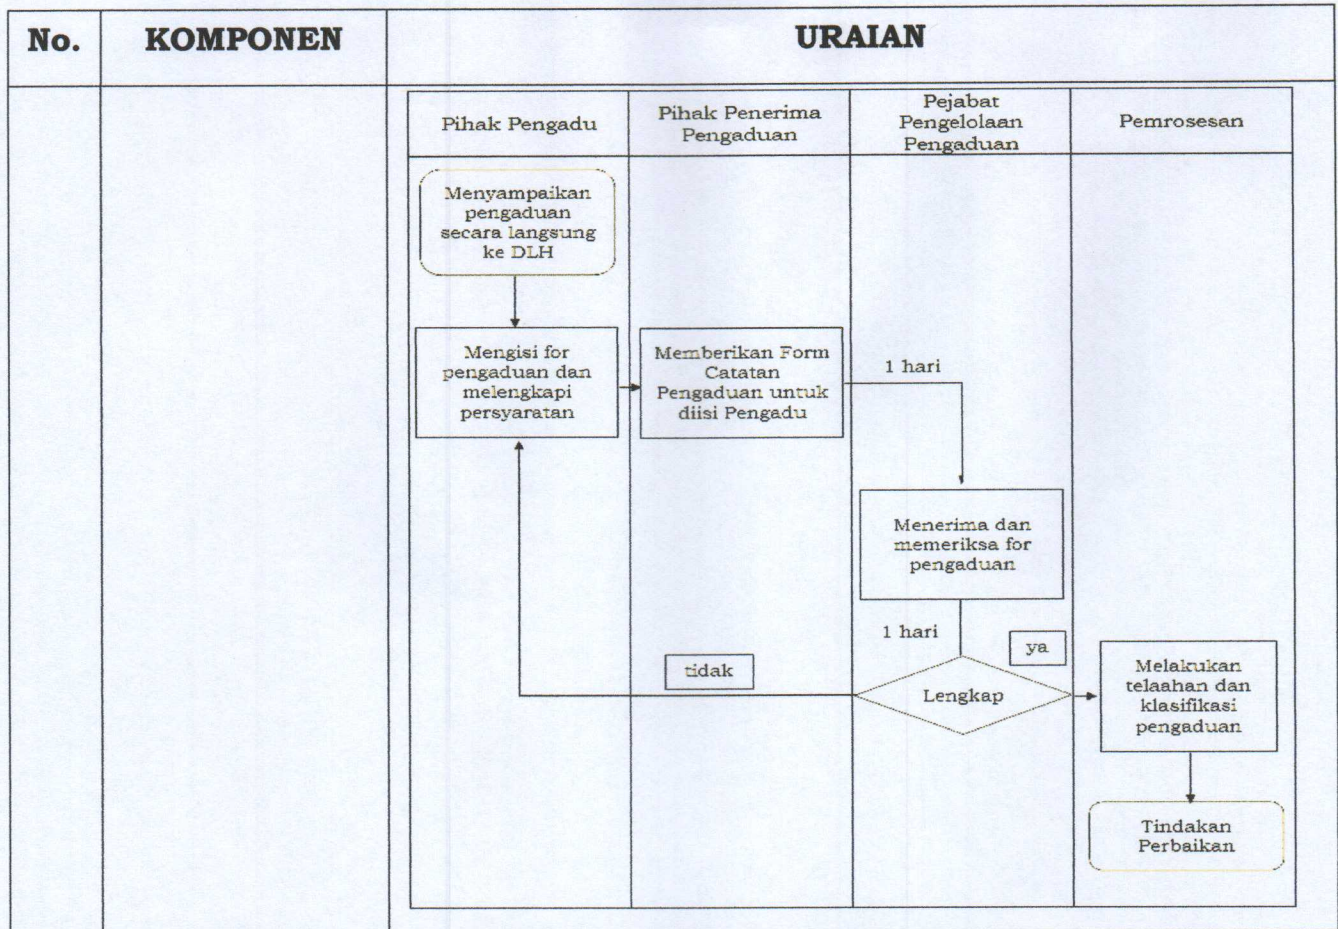 No.
KOMPONEN
URAIAN
Pihak Pengadu
Pihak Penerima
Pengaduan
Pejabat
Pengelolaan
Pengaduan
Pemrosesan
Menyampaikan
pengaduan
secara langsung
ke DLH
Mengisi for
pengaduan dan
melengkapi
persyaratan
Memberikan Form
Catatan
Pengaduan untuk
diisi Pengadu
1 hari
Menerima dan
memeriksa for
pengaduan
1 hari
ya
tidak
Lengkap
Melakukan
telaahan dan
klasifikasi
pengaduan
Tindakan
Perbaikan